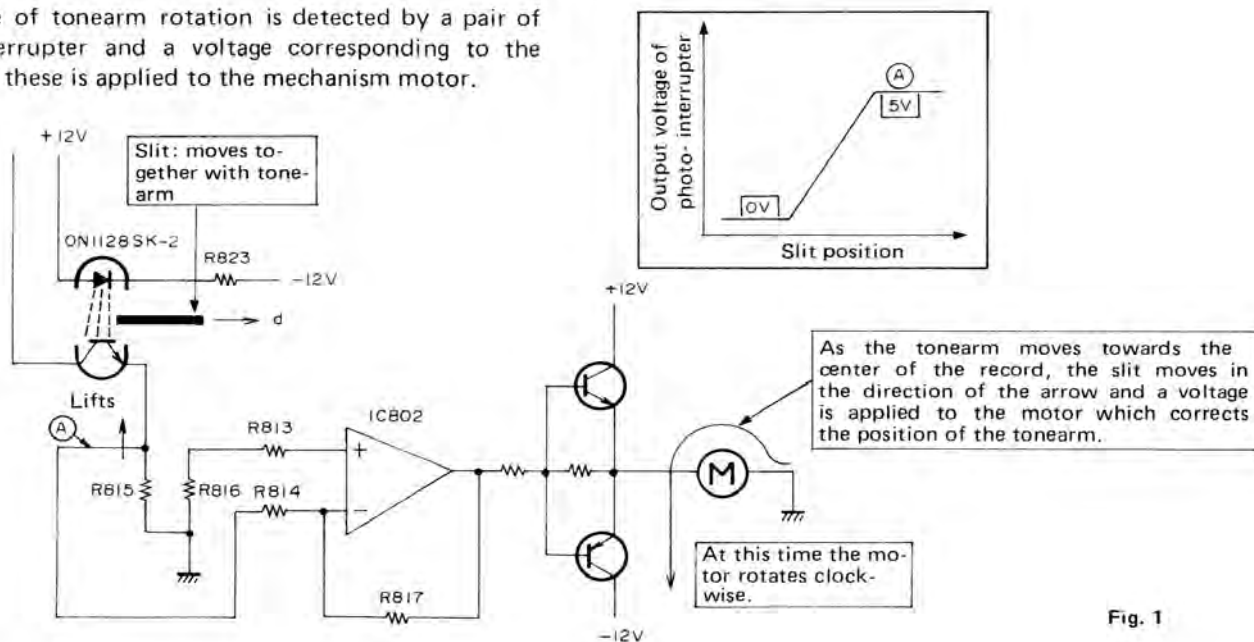 e of tonearm rotation is detected by a pair of
errupter and a voltage corresponding to the
these is applied to the mechanism motor.
Output voltage of
photo- interrupter
A
5V
0V
Slit position
+12V
Slit: moves to-
gether with tone-
arm
ON1128SK-2
R823
-12V
d
Lifts
A
R815
R816
R813
R814
IC802
+
-
R817
+12V
-12V
M
As the tonearm moves towards the
center of the record, the slit moves in
the direction of the arrow and a voltage
is applied to the motor which corrects
the position of the tonearm.
At this time the mo-
tor rotates clock-
wise.
Fig. 1